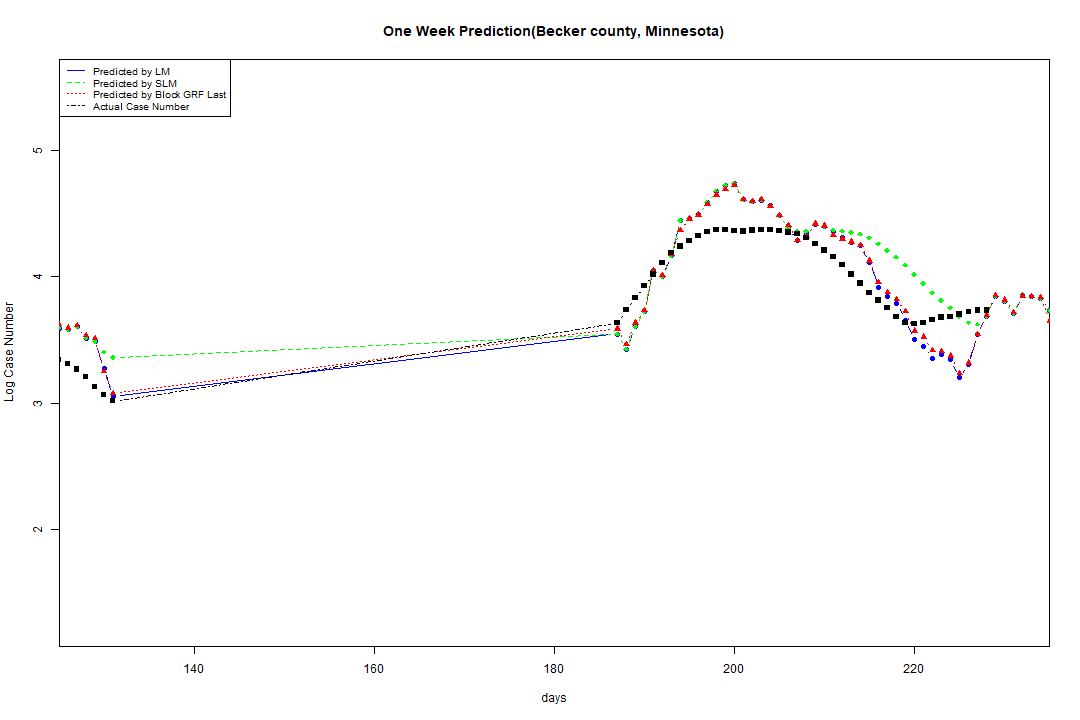 One Week Prediction(Becker county, Minnesota)
Predicted by LM
Predicted by SLM
Predicted by Block GRF Last
Actual Case Number
5
4
3
2
Log Case Number
140
160
180
200
220
days